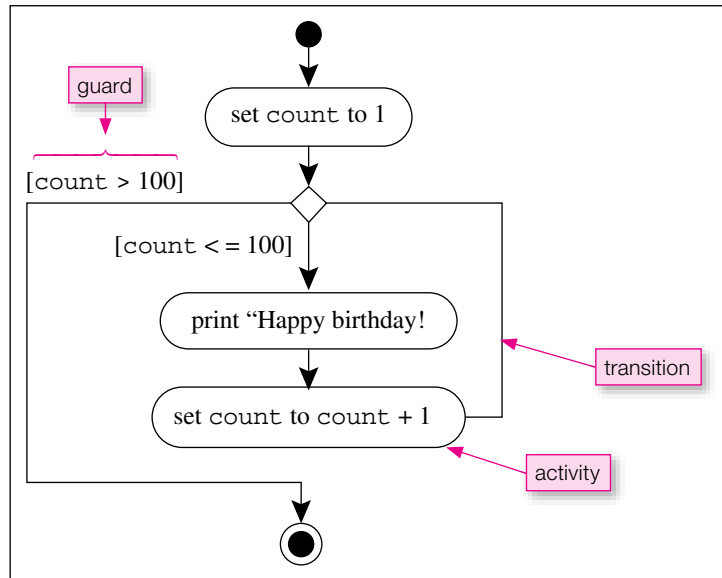 guard
set count to 1
[count > 100]
[count < = 100]
print “Happy birthday!
transition
set count to count + 1
activity